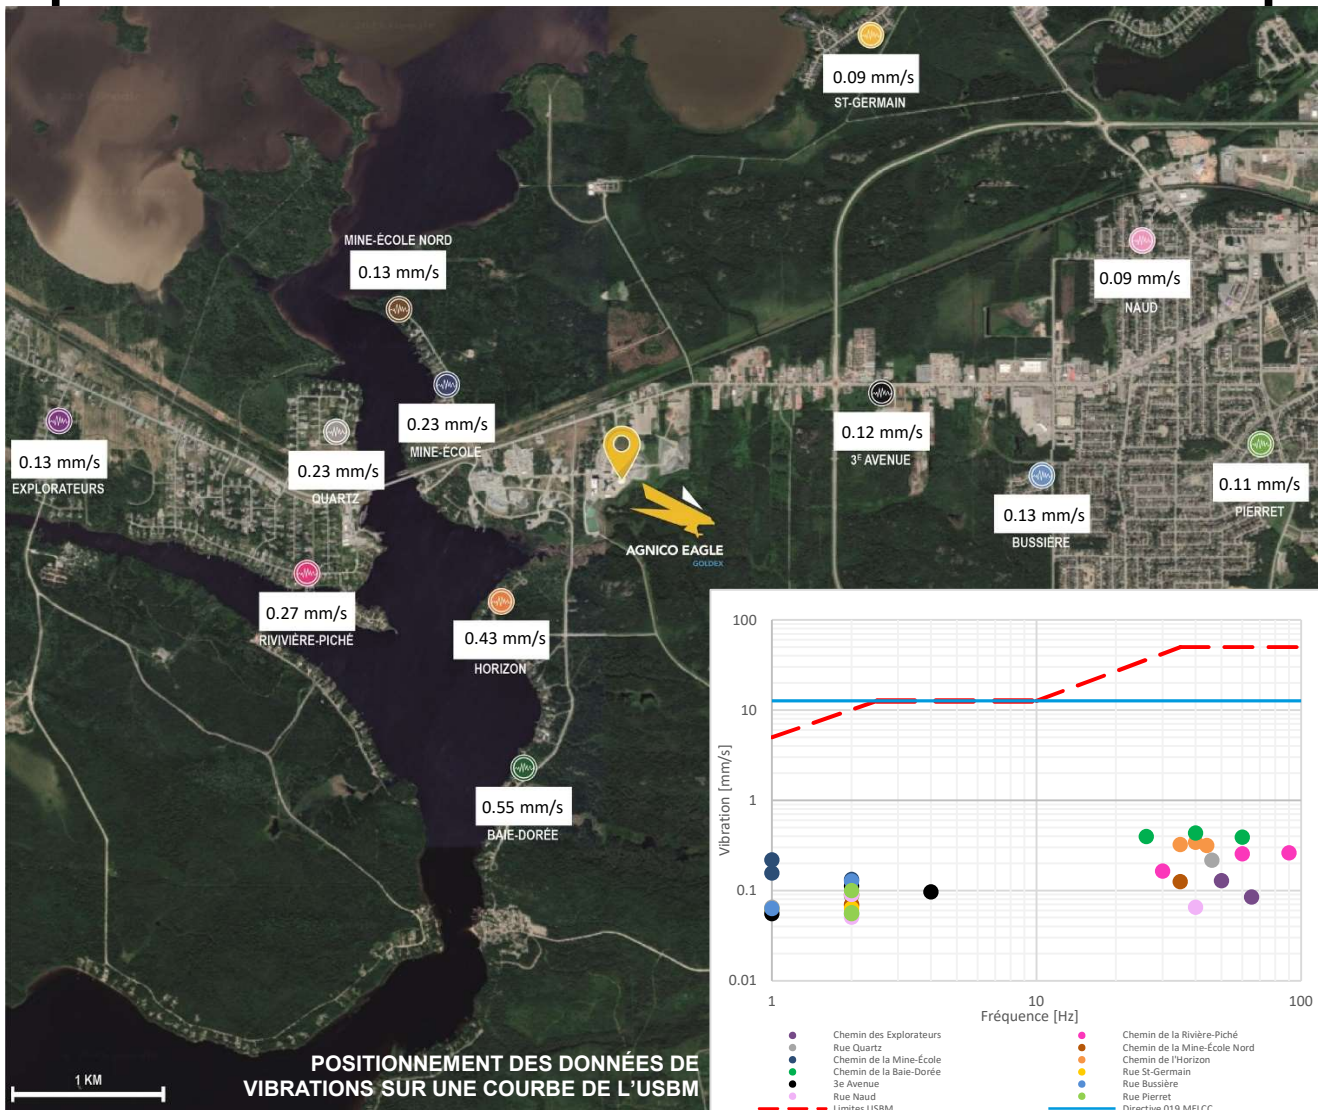 0.09 mm/s
ST-GERMAIN
MINE-ÉCOLE NORD
0.13 mm/s
0.09 mm/s
NAUD
0.23 mm/s
MINE-ÉCOLE
0.12 mm/s
3E AVENUE
0.13 mm/s
EXPLORATEURS
0.23 mm/s
QUARTZ
0.11 mm/s
PIERRET
0.13 mm/s
BUSSIÈRE
AGNICO EAGLE
GOLDEX
0.27 mm/s
RIVIVIÈRE-PICHÉ
0.43 mm/s
HORIZON
0.55 mm/s
BAIE-DORÉE
1 KM
POSITIONNEMENT DES DONNÉES DE
VIBRATIONS SUR UNE COURBE DE L'USBM
100
10
1
0.1
0.01
Vibration [mm/s]
1
10
100
Fréquence [Hz]
Chemin des Explorateurs
Chemin de la Rivière-Piché
Rue Quartz
Chemin de la Mine-École Nord
Chemin de la Mine-École
Chemin de l'Horizon
Chemin de la Baie-Dorée
Rue St-Germain
3e Avenue
Rue Bussière
Rue Naud
Rue Pierret
Limites USBM
Directive 019 MELCC